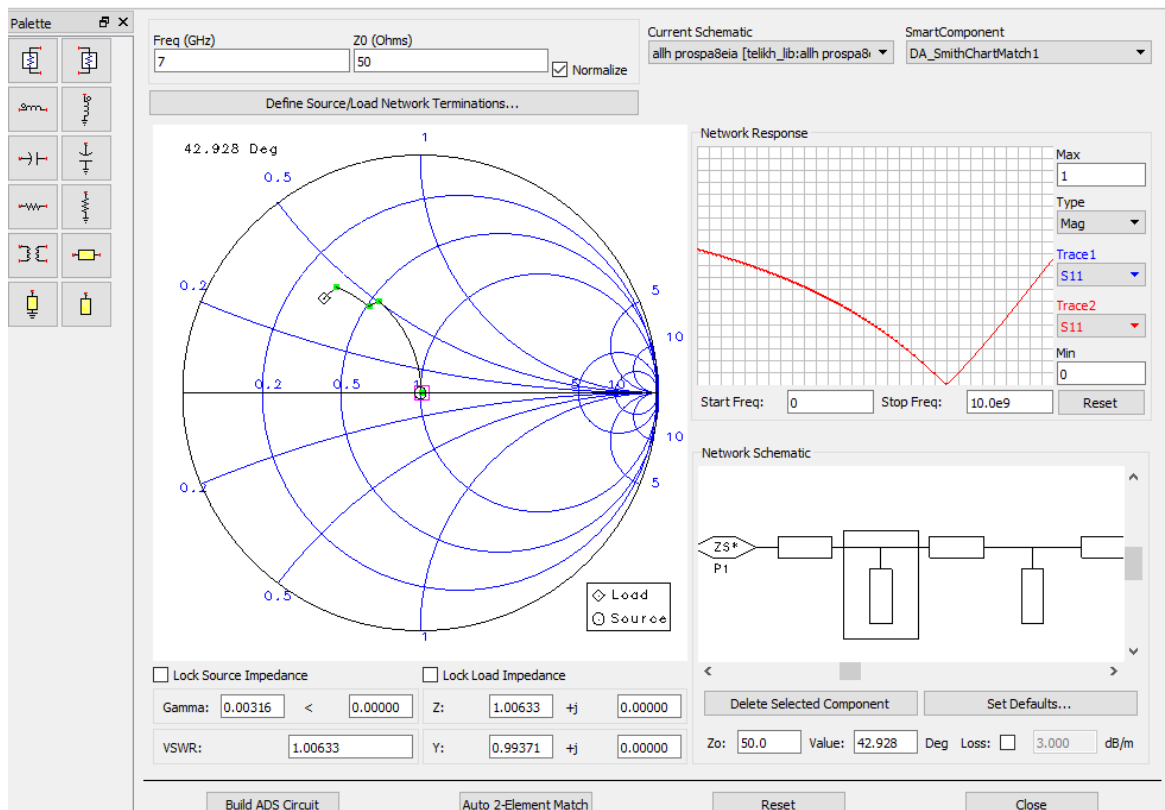 Palette
Freq (GHz)
7
Z0 (Ohms)
50
Normalize
Current Schematic
allh prospa8eia [telikh_lib:allh prospa8
SmartComponent
DA_SmithChartMatch1
Define Source/Load Network Terminations...
42.928 Deg
1
0.5
0.2
0.2
0.5
1
5
10
5
10
10
5
0.2
0.5
1
Load
Source
Network Response
Max
1
Type
Mag
Trace1
S11
Trace2
S11
Min
0
Start Freq:
0
Stop Freq:
10.0e9
Reset
Network Schematic
ZS*
P1
Lock Source Impedance
Lock Load Impedance
Gamma: 0.00316 < 0.00000
Z: 1.00633 +j 0.00000
VSWR: 1.00633
Y: 0.99371 +j 0.00000
Delete Selected Component
Set Defaults...
Zo: 50.0 Value: 42.928 Deg Loss: 3.000 dB/m
Build ADS Circuit
Auto 2-Element Match
Reset
Close